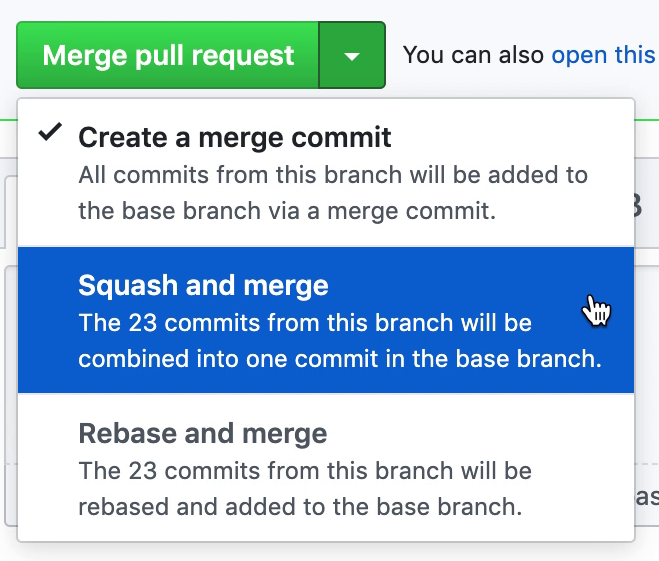 Merge pull request
You can also open this
Create a merge commit
All commits from this branch will be added to
the base branch via a merge commit.
Squash and merge
The 23 commits from this branch will be
combined into one commit in the base branch.
Rebase and merge
The 23 commits from this branch will be
rebased and added to the base branch.